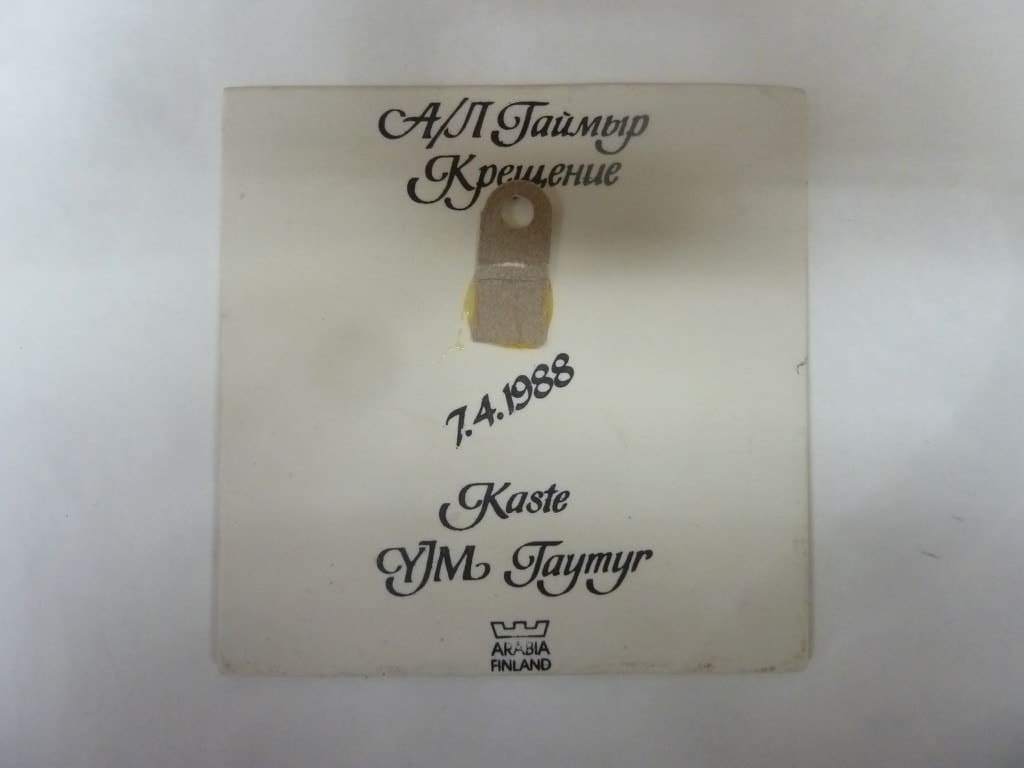 А/Л Таймыр
Крещение
7.4.1988
Kaste
YJM Taymyr
ARABIA
FINLAND